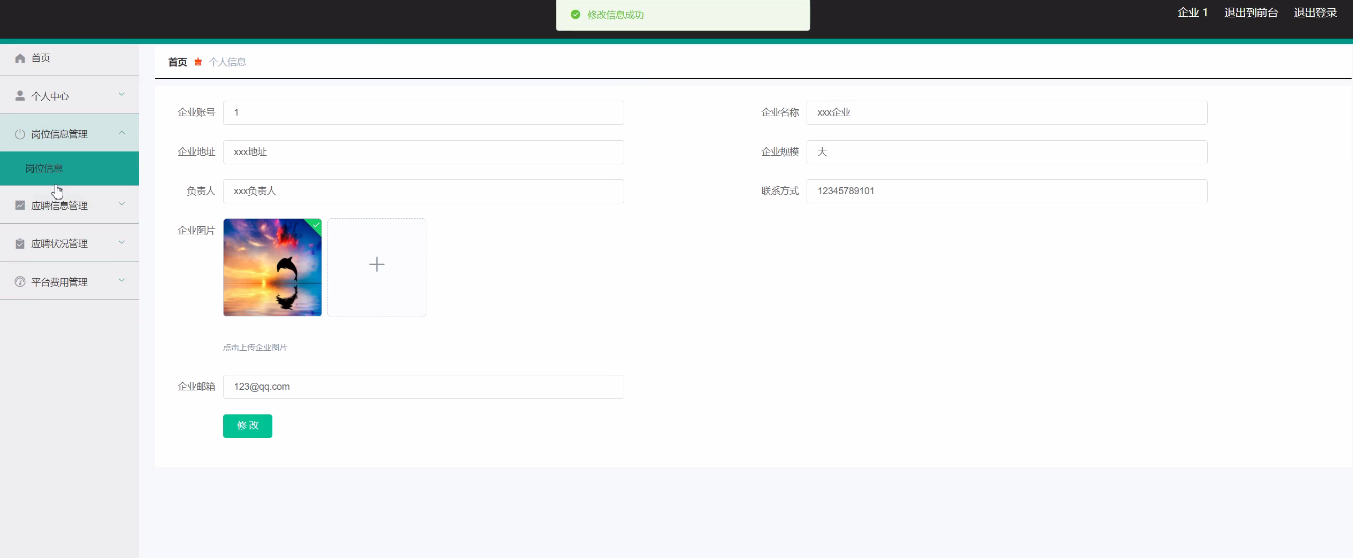 修改信息成功
企业 1 退出到前台 退出登录
首页
个人中心
岗位信息管理
岗位信息
应聘信息管理
应聘状况管理
平台费用管理
首页 个人信息
企业账号 1 企业名称 xxx企业
企业地址 xxx地址 企业规模 大
负责人 xxx负责人 联系方式 12345789101
企业图片
点击上传企业图片
企业邮箱 123@qq.com
修改